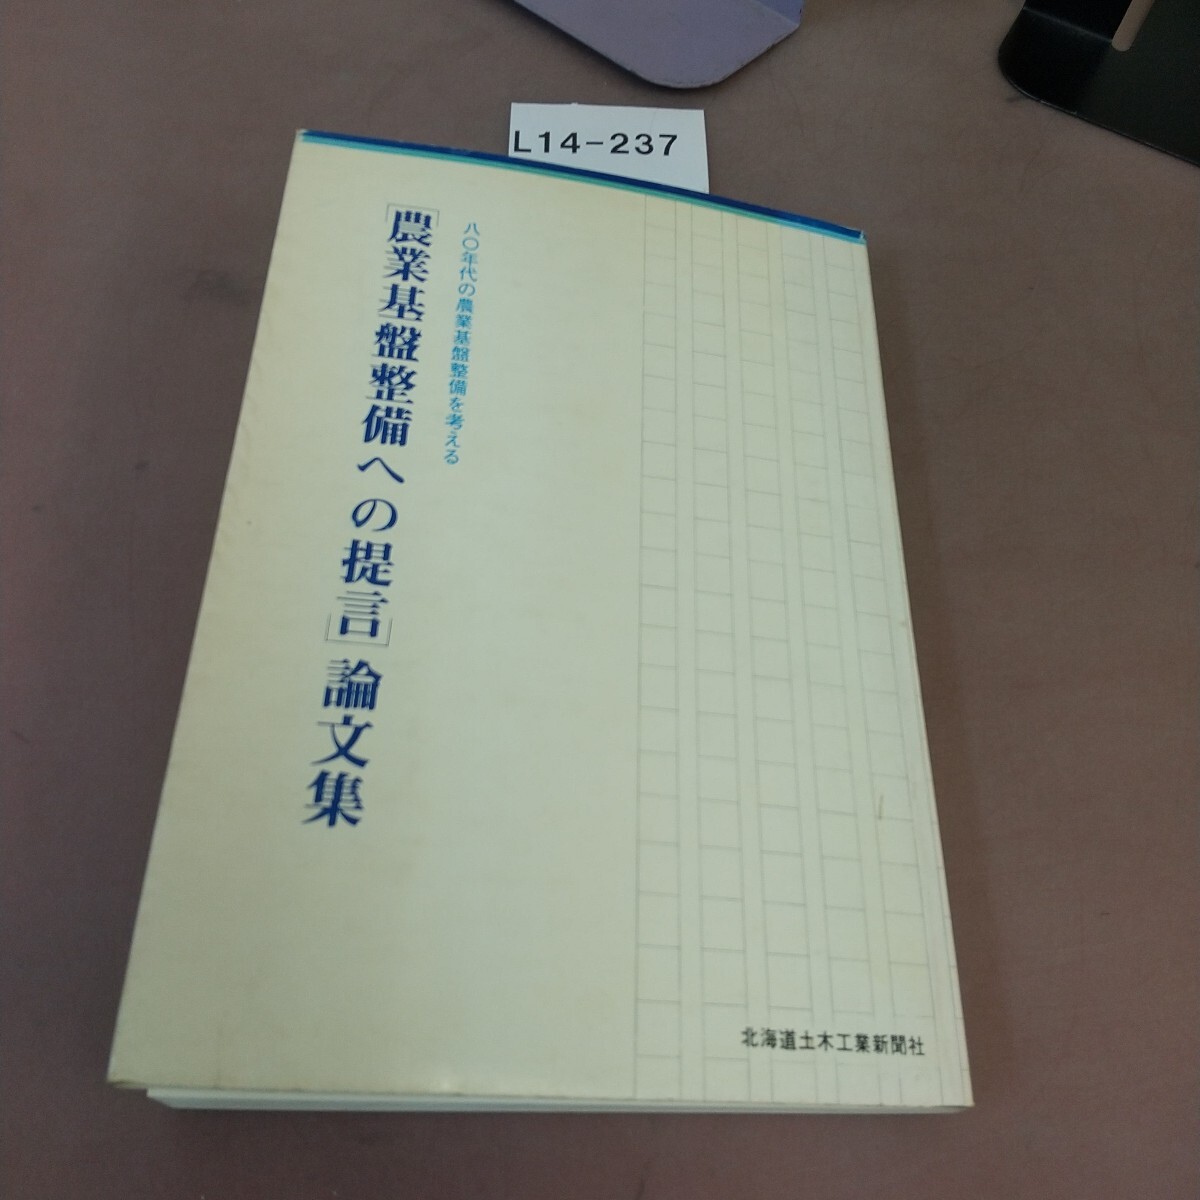 L14-237
八〇年代の農業基盤整備を考える
「農業基盤整備への提言」論文集
北海道土木工業新聞社